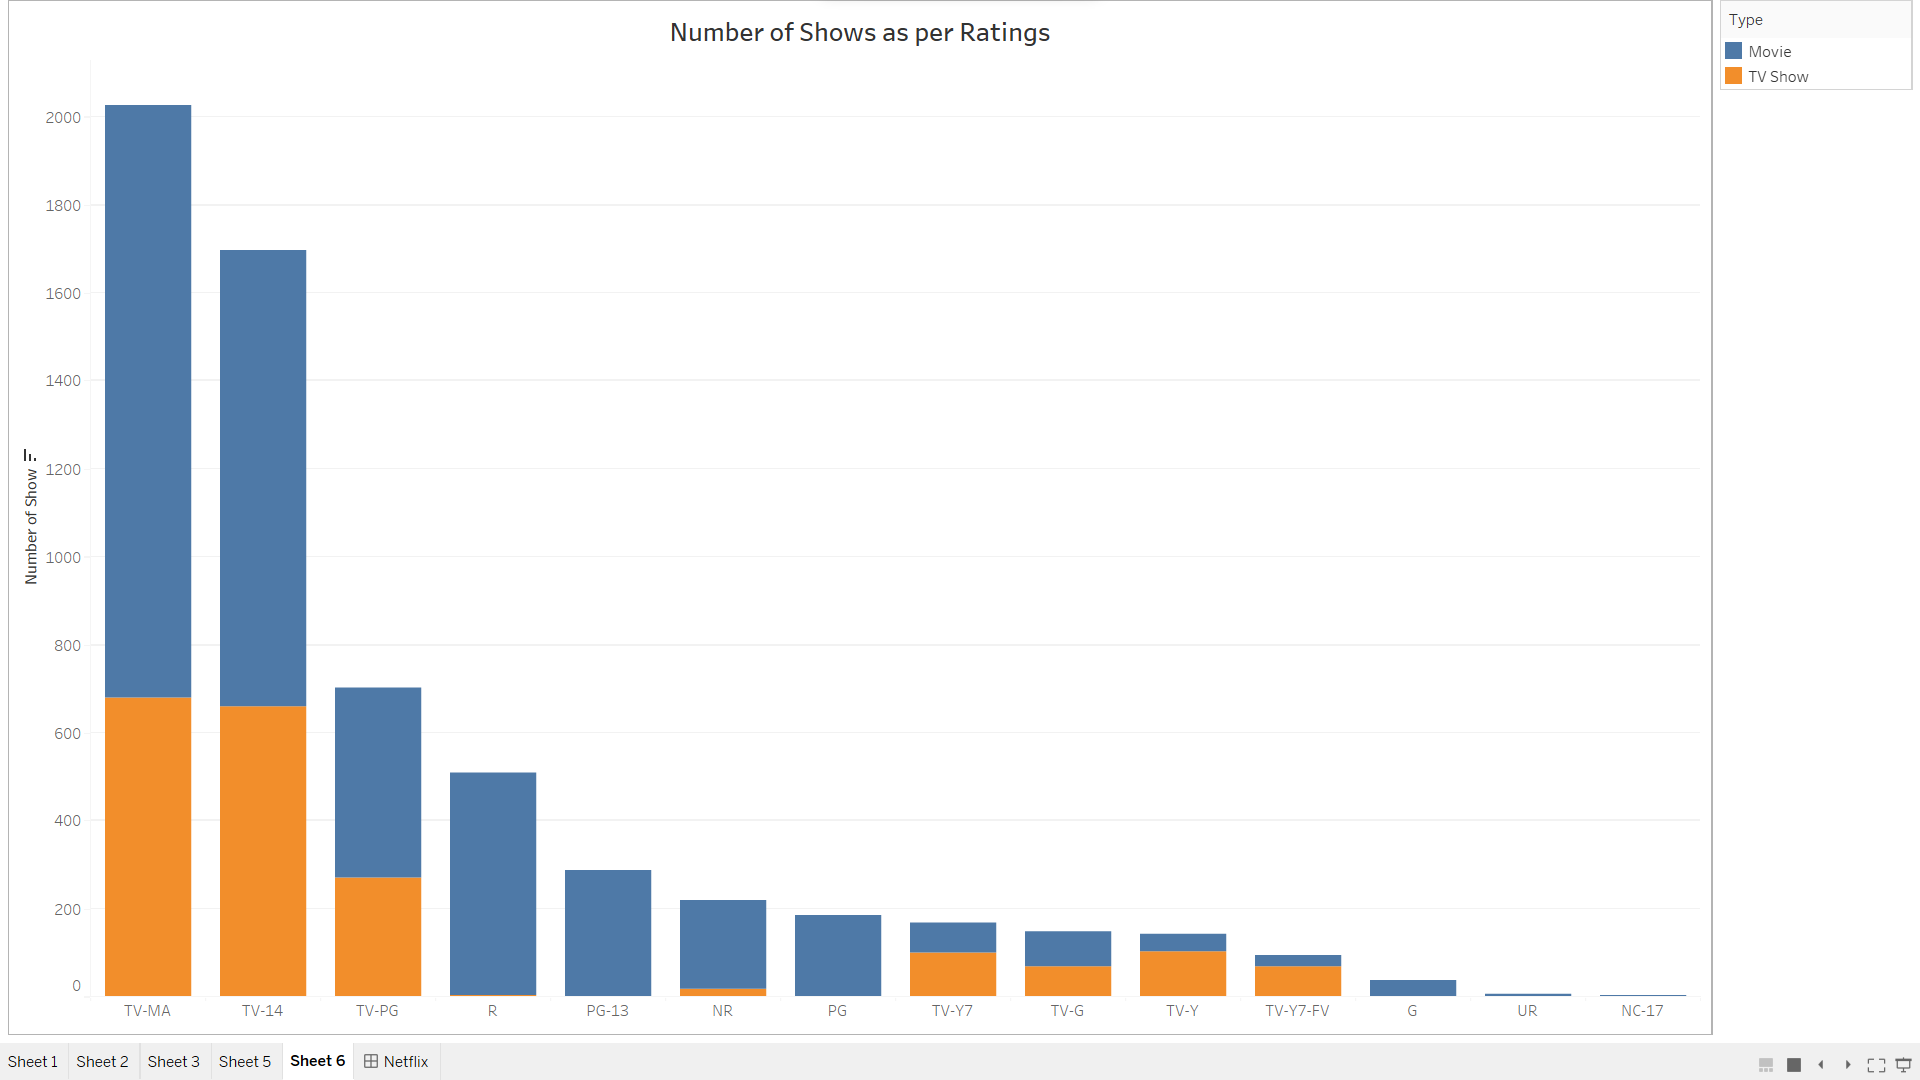 Number of Shows as per Ratings
Type
Movie
TV Show
Number of Show
2000
1800
1600
1400
1200
1000
800
600
400
200
0
TV-MA TV-14 TV-PG R PG-13 NR PG TV-Y7 TV-G TV-Y TV-Y7-FV G UR NC-17
Sheet 1 Sheet 2 Sheet 3 Sheet 5 Sheet 6 Netflix